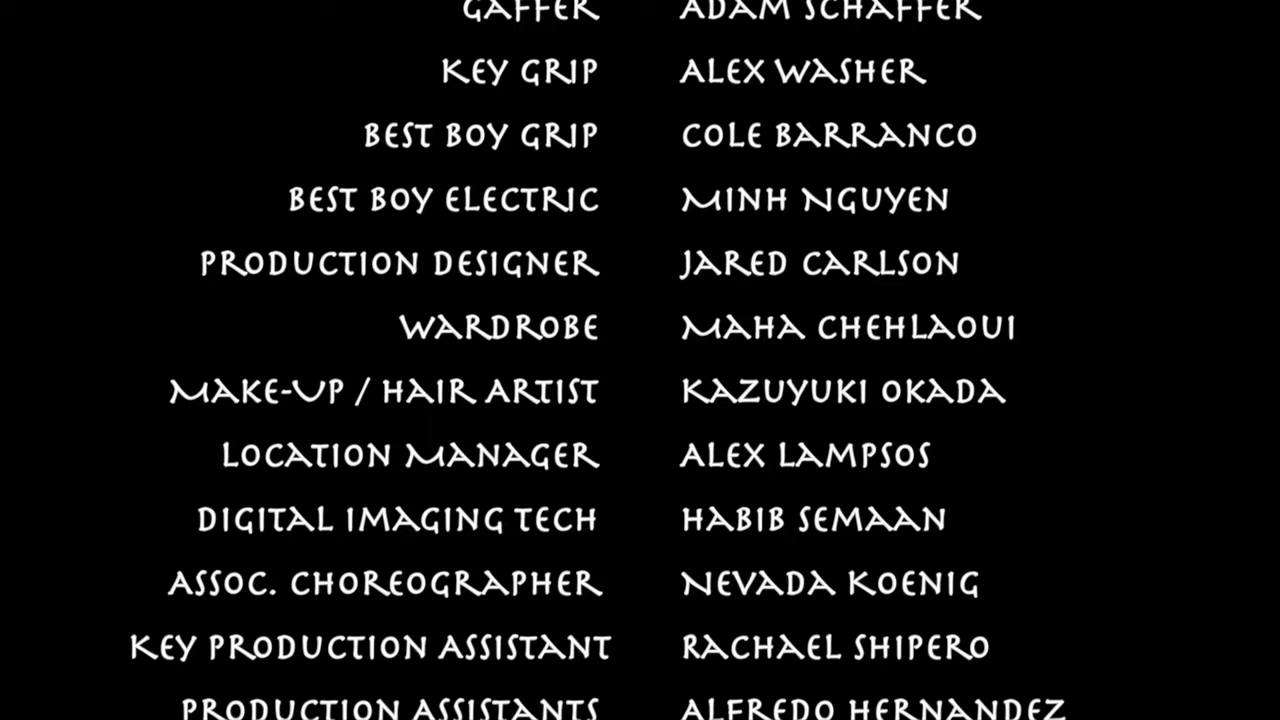 GAFFER ADAM SCHAFFER
KEY GRIP ALEX WASHER
BEST BOY GRIP COLE BARRANCO
BEST BOY ELECTRIC MINH NGUYEN
PRODUCTION DESIGNER JARED CARLSON
WARDROBE MAHA CHEHLAOUI
MAKE-UP / HAIR ARTIST KAZUYUKI OKADA
LOCATION MANAGER ALEX LAMPSOS
DIGITAL IMAGING TECH HABIB SEMAAN
ASSOC. CHOREOGRAPHER NEVADA KOENIG
KEY PRODUCTION ASSISTANT RACHAEL SHIPERO
PRODUCTION ASSISTANTS ALFREDO HERNANDEZ